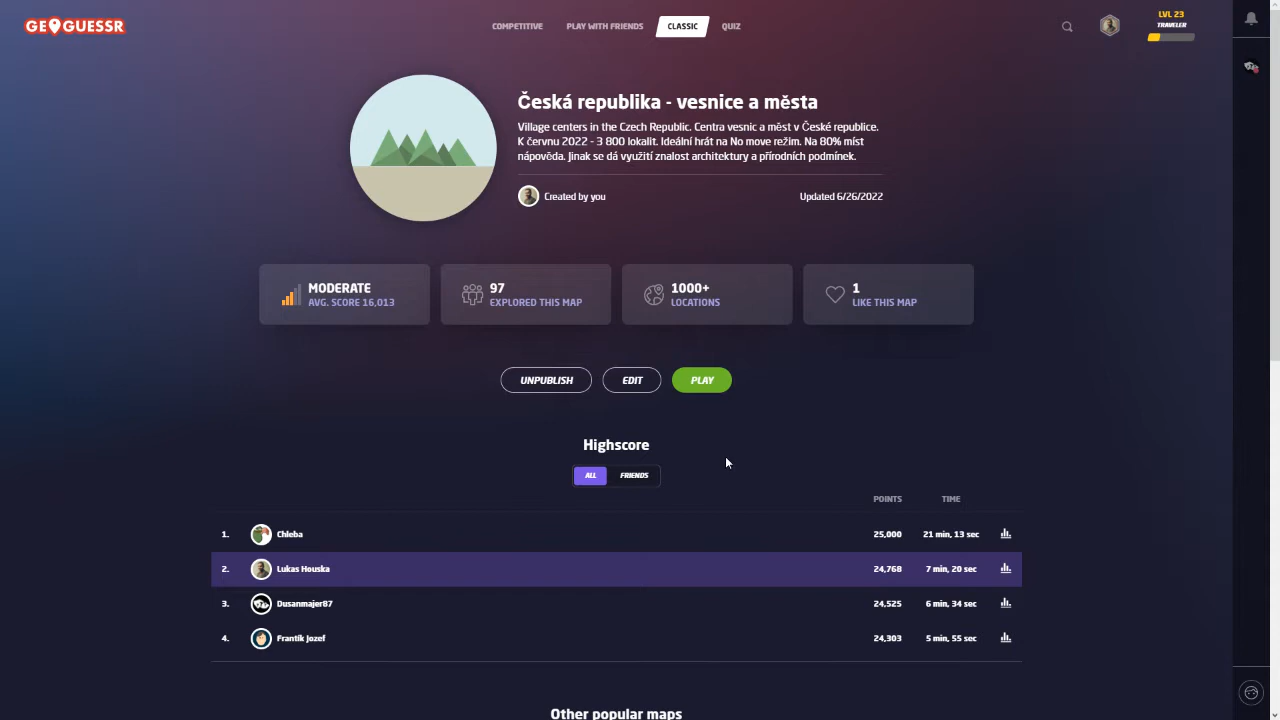 GEOGUESSR
COMPETITIVE PLAY WITH FRIENDS CLASSIC QUIZ
LVL 23
TRAVELER
Česká republika - vesnice a města
Village centers in the Czech Republic. Centra vesnic a měst v České republice.
K červnu 2022 - 3 800 lokalit. Ideální hrát na No move režim. Na 80% míst
nápověda. Jinak se dá využití znalost architektury a přírodních podmínek.
Created by you Updated 6/26/2022
MODERATE
AVG. SCORE 16,013
97
EXPLORED THIS MAP
1000+
LOCATIONS
1
LIKE THIS MAP
UNPUBLISH EDIT PLAY
Highscore
ALL FRIENDS
POINTS TIME
1. Chleba 25,000 21 min, 13 sec
2. Lukas Houska 24,768 7 min, 20 sec
3. Dusanmajer87 24,525 6 min, 34 sec
4. Frantík Jozef 24,303 5 min, 55 sec
Other popular maps